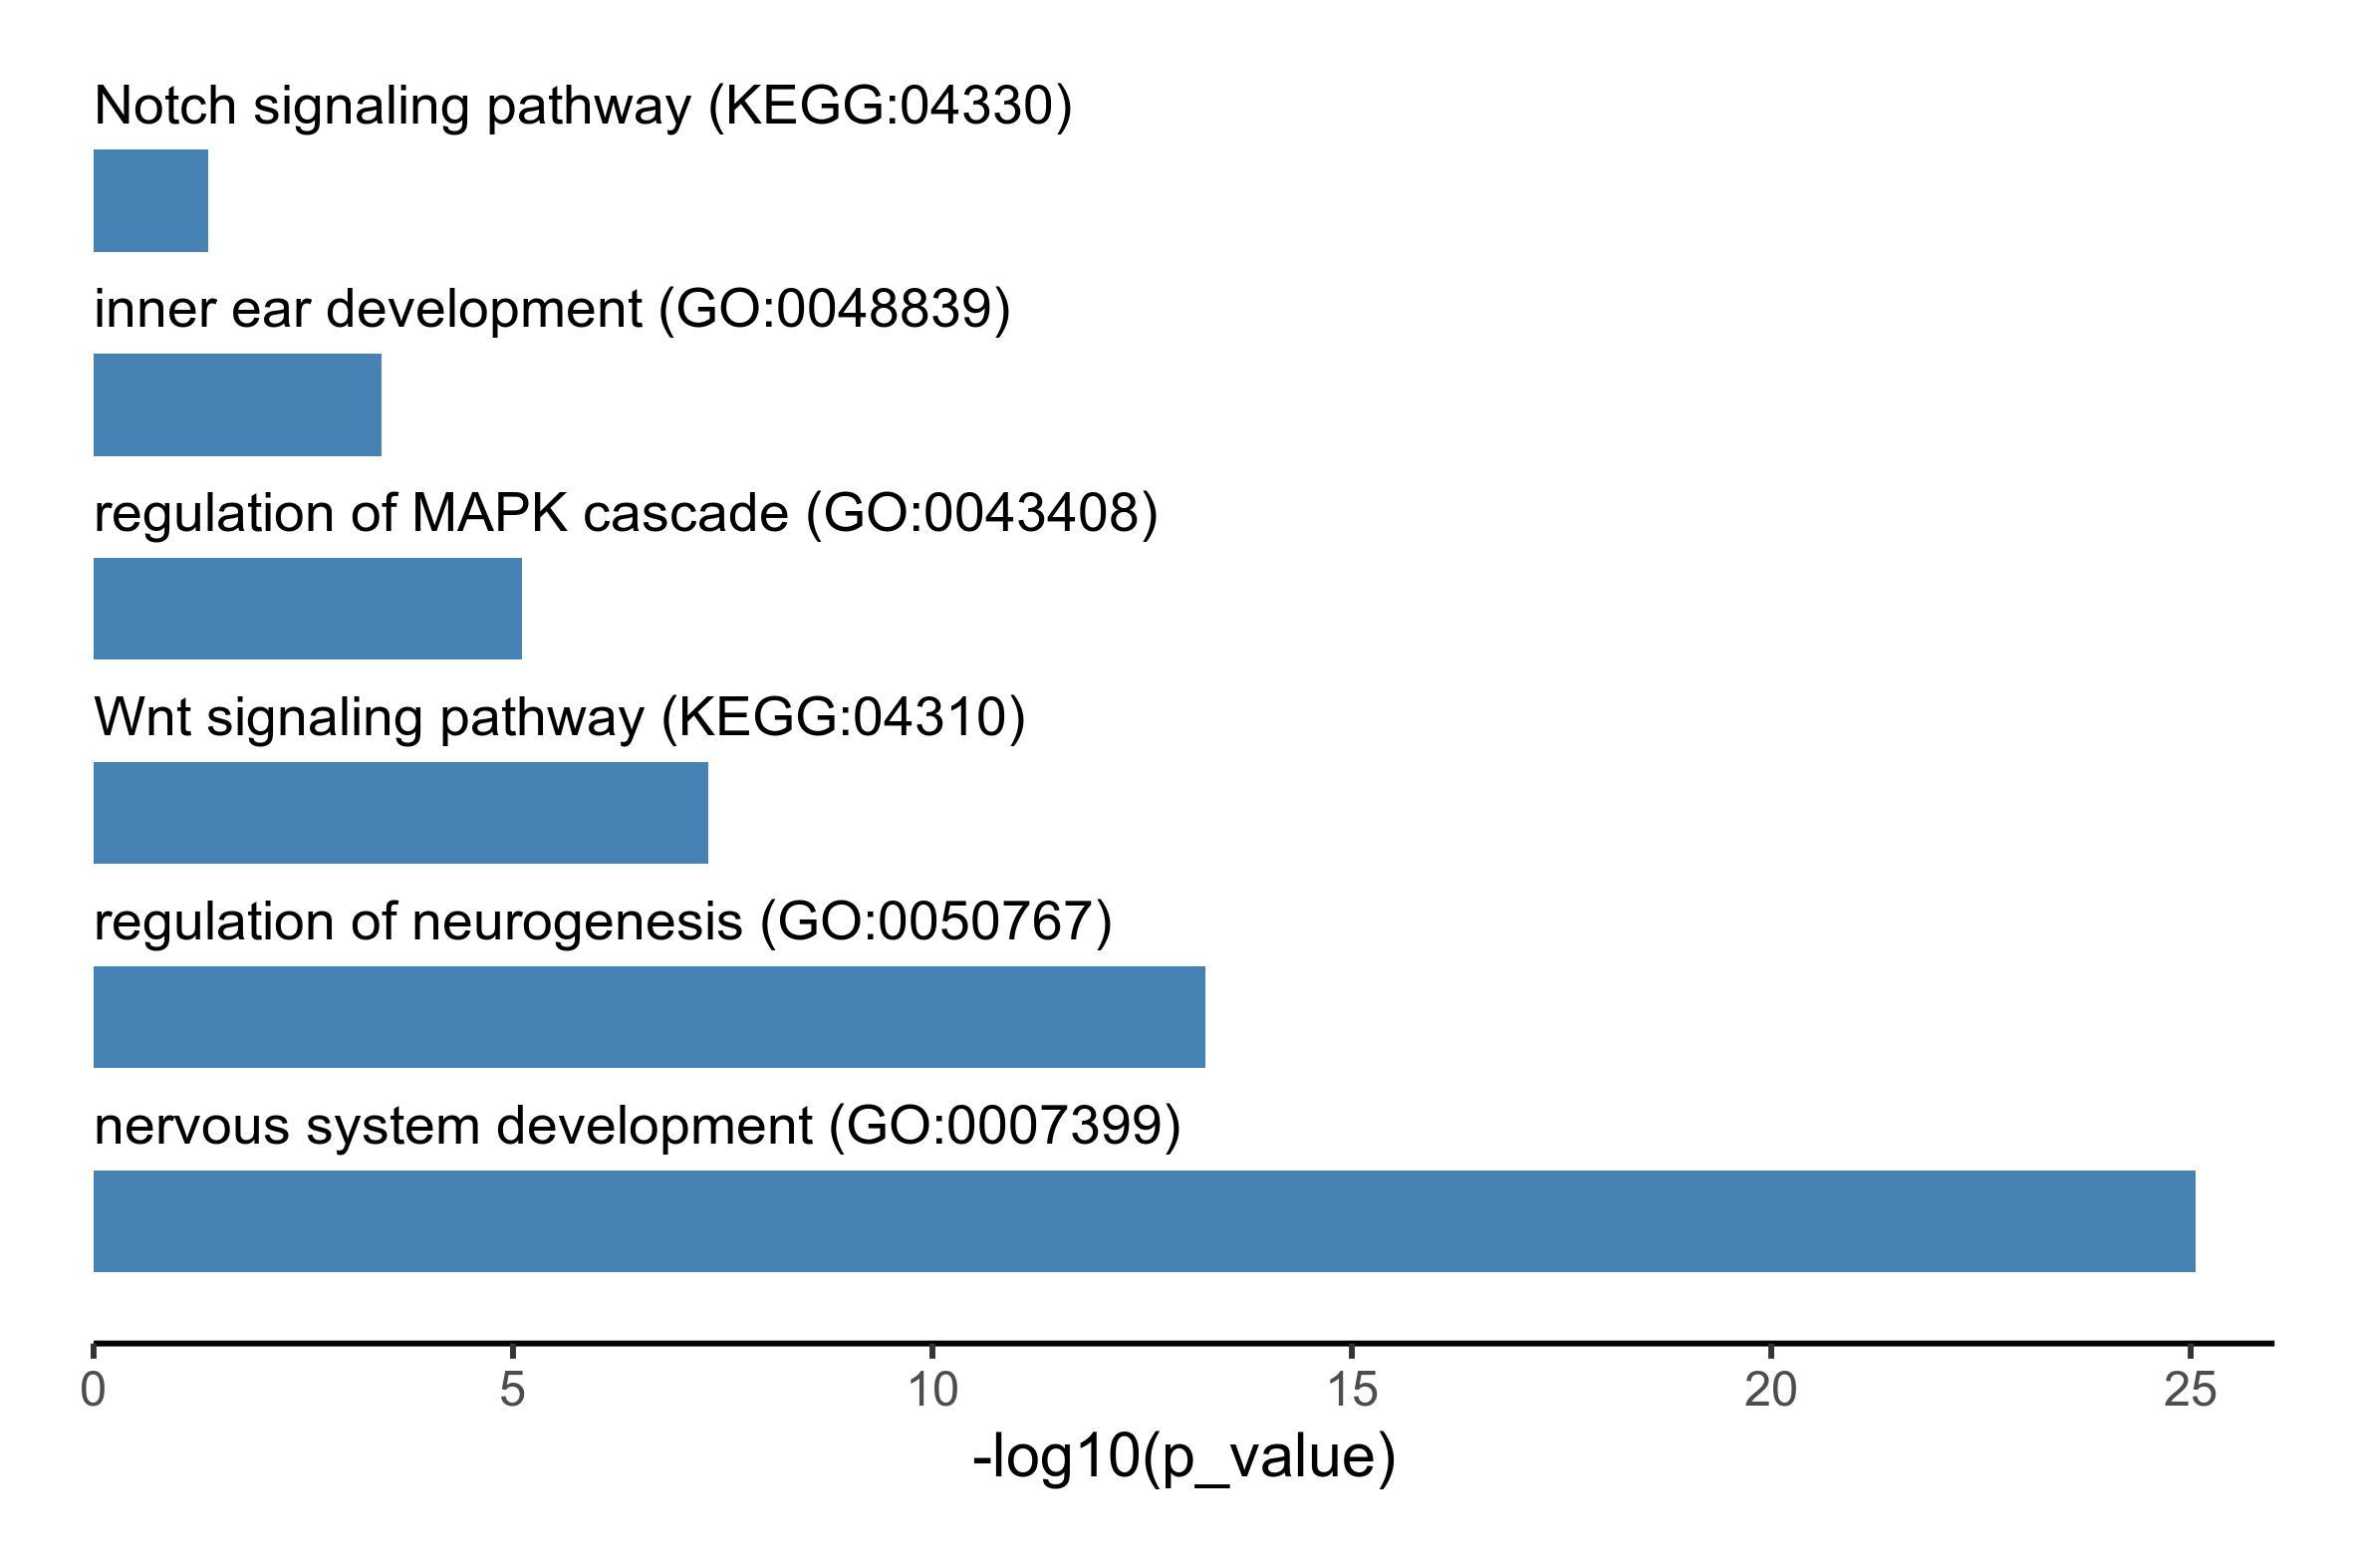 Notch signaling pathway (KEGG:04330)
inner ear development (GO:0048839)
regulation of MAPK cascade (GO:0043408)
Wnt signaling pathway (KEGG:04310)
regulation of neurogenesis (GO:0050767)
nervous system development (GO:0007399)
0 5 10 15 20 25
-log10(p_value)